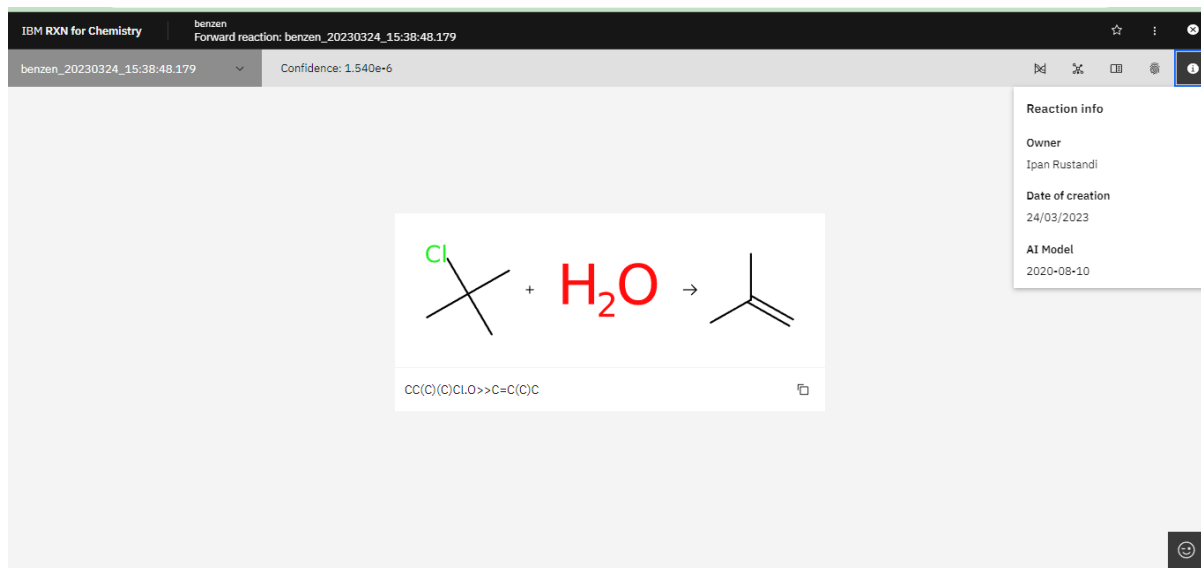 IBM RXN for Chemistry
benzen
Forward reaction: benzen_20230324_15:38:48.179
benzen_20230324_15:38:48.179
Confidence: 1.540e-6
Reaction info
Owner
Ipan Rustandi
Date of creation
24/03/2023
AI Model
2020-08-10
Cl
+ H₂O →
CC(C)(C)Cl.O>>C=C(C)C